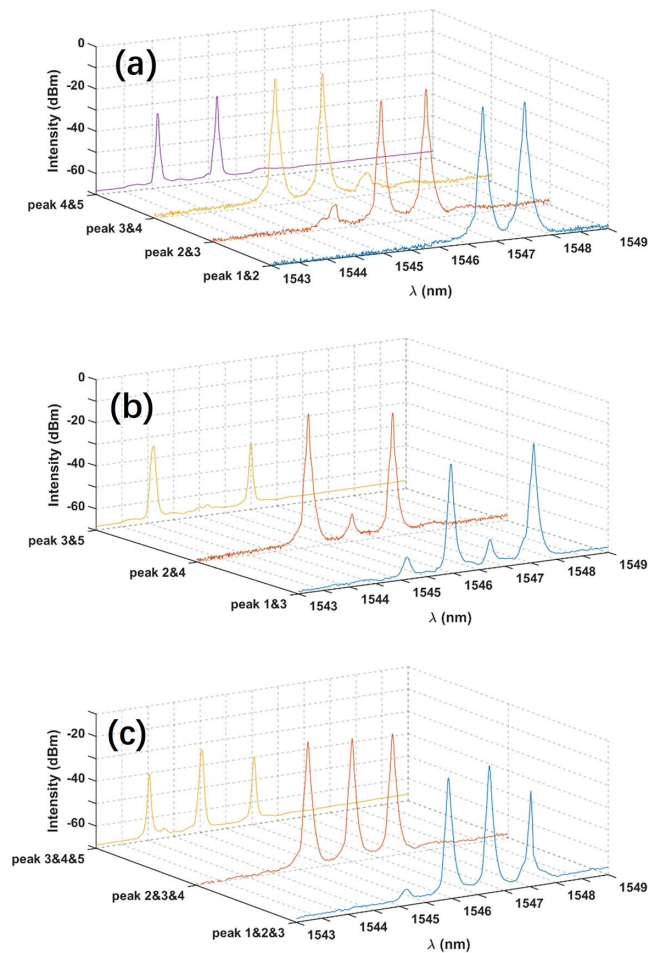 (a)
0
-20
-40
-60
Intensity (dBm)
peak 4&5
peak 3&4
peak 2&3
peak 1&2
1543
1544
1545
1546
1547
1548
1549
λ (nm)
(b)
0
-20
-40
-60
Intensity (dBm)
peak 3&5
peak 2&4
peak 1&3
1543
1544
1545
1546
1547
1548
1549
λ (nm)
(c)
-20
-40
-60
Intensity (dBm)
peak 3&4&5
peak 2&3&4
peak 1&2&3
1543
1544
1545
1546
1547
1548
1549
λ (nm)